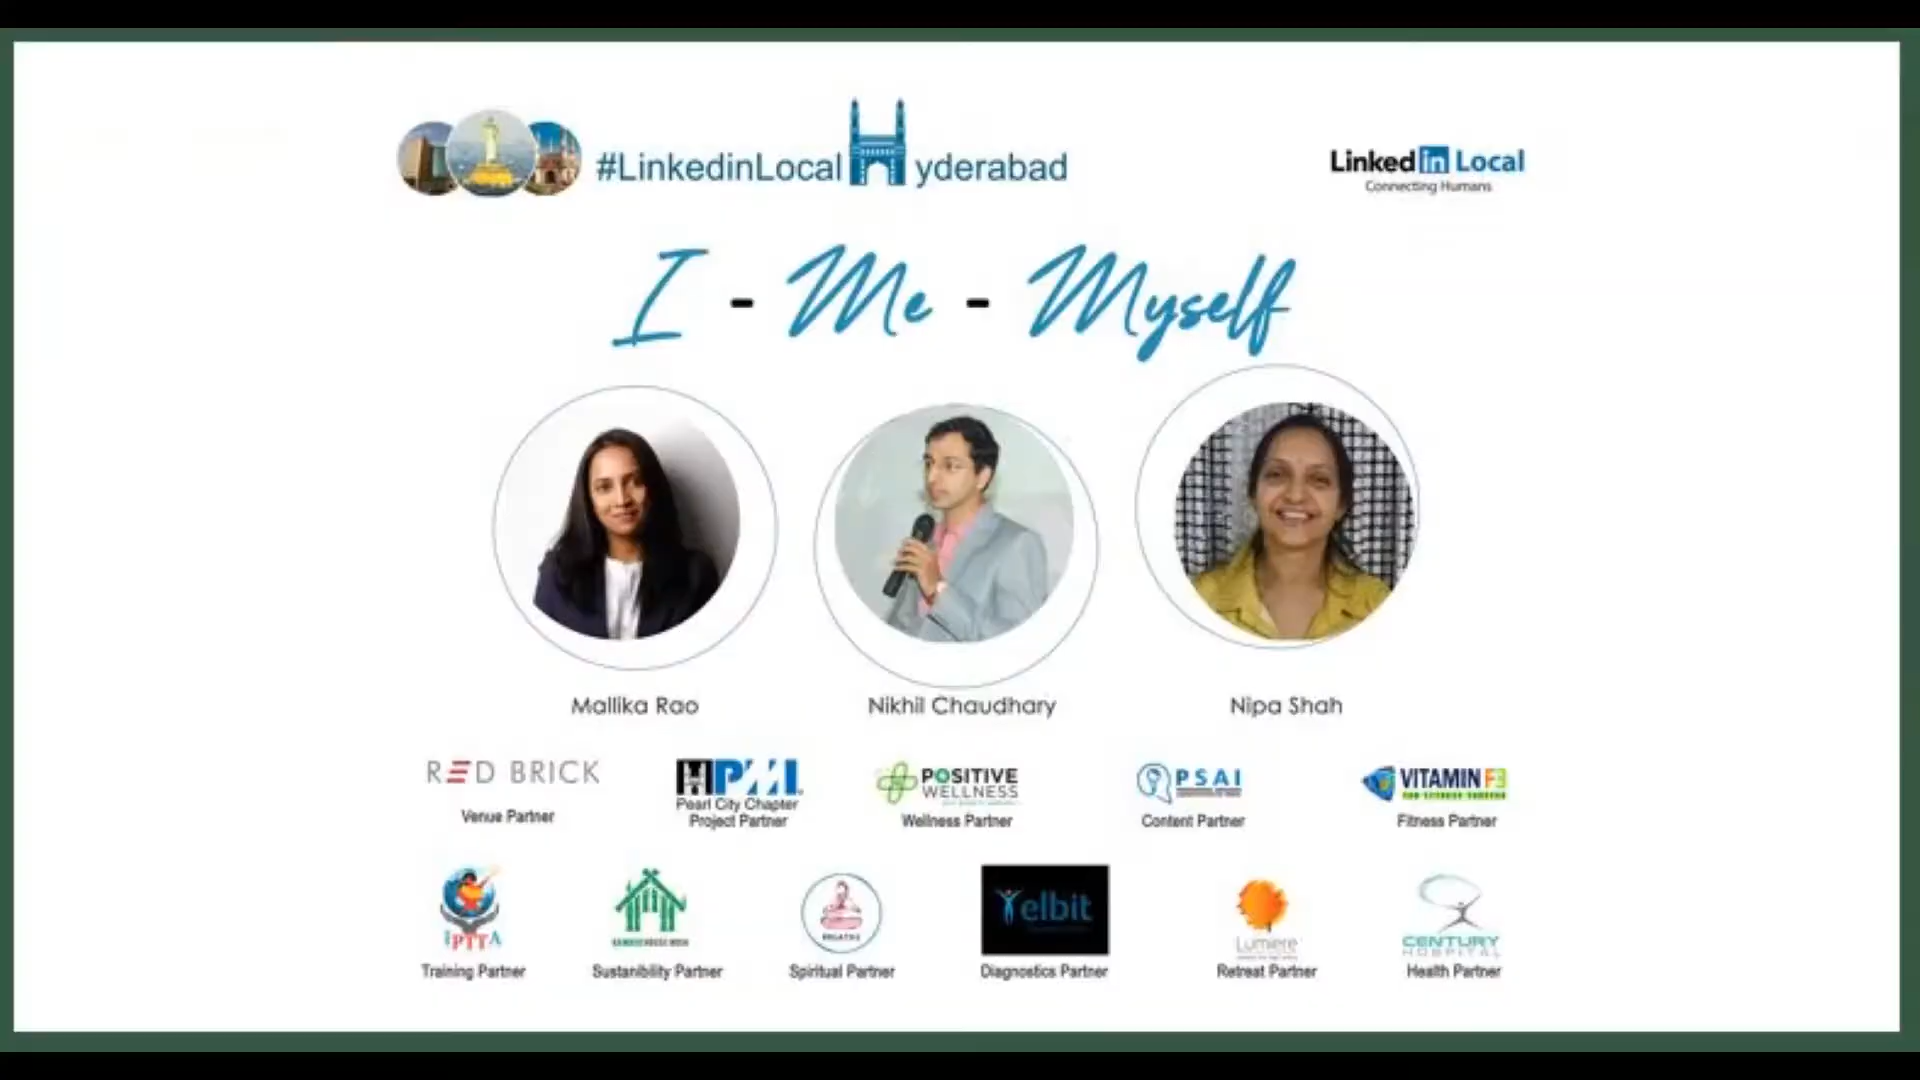 #LinkedinLocal Hyderabad
Linked in Local
Connecting Humans
I - Me - Myself
Mallika Rao
Nikhil Chaudhary
Nipa Shah
RED BRICK
Venue Partner
PMI
Pearl City Chapter
Project Partner
POSITIVE
WELLNESS
Wellness Partner
PSAI
Content Partner
VITAMIN FE
Fitness Partner
IPTTA
Training Partner
Sustanibility Partner
Spiritual Partner
elbit
Diagnostics Partner
Lumiere
Retreat Partner
CENTURY
HOSPITAL
Health Partner